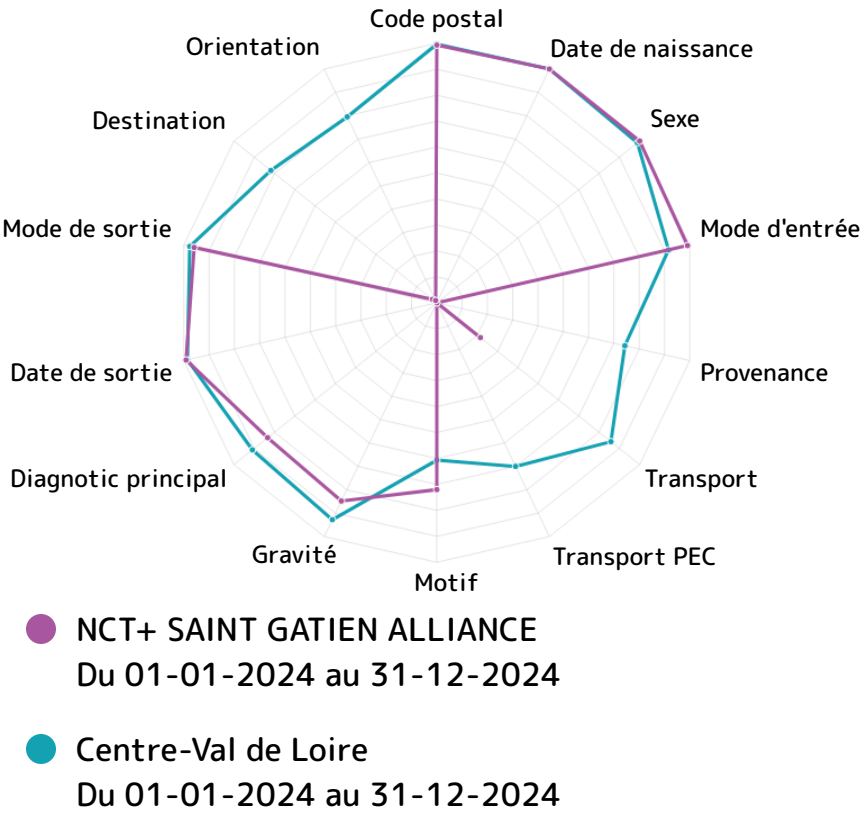 Code postal
Orientation
Date de naissance
Destination
Sexe
Mode de sortie
Mode d'entrée
Date de sortie
Provenance
Diagnotic principal
Transport
Gravité
Transport PEC
Motif
NCT+ SAINT GATIEN ALLIANCE
Du 01-01-2024 au 31-12-2024
Centre-Val de Loire
Du 01-01-2024 au 31-12-2024